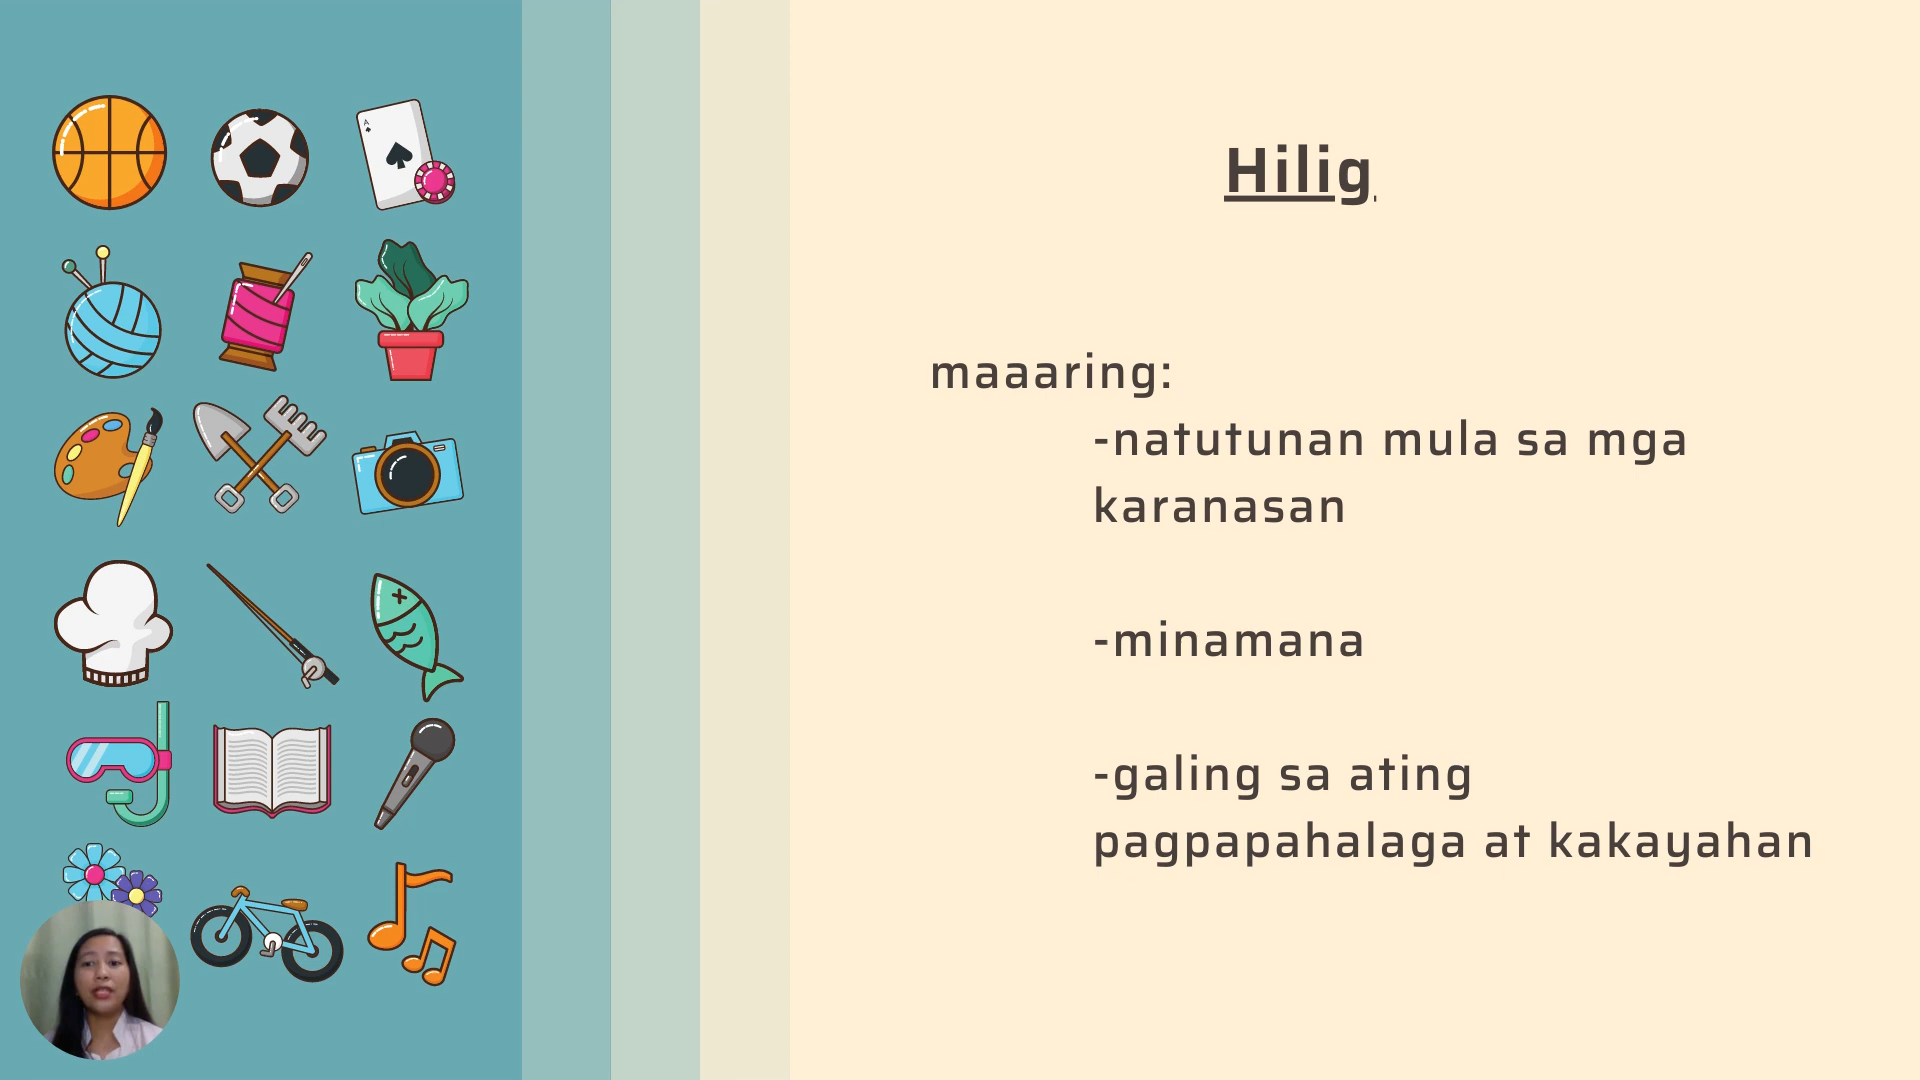 Hilig
maaaring:
-natutunan mula sa mga
karanasan
-minamana
-galing sa ating
pagpapahalaga at kakayahan
A